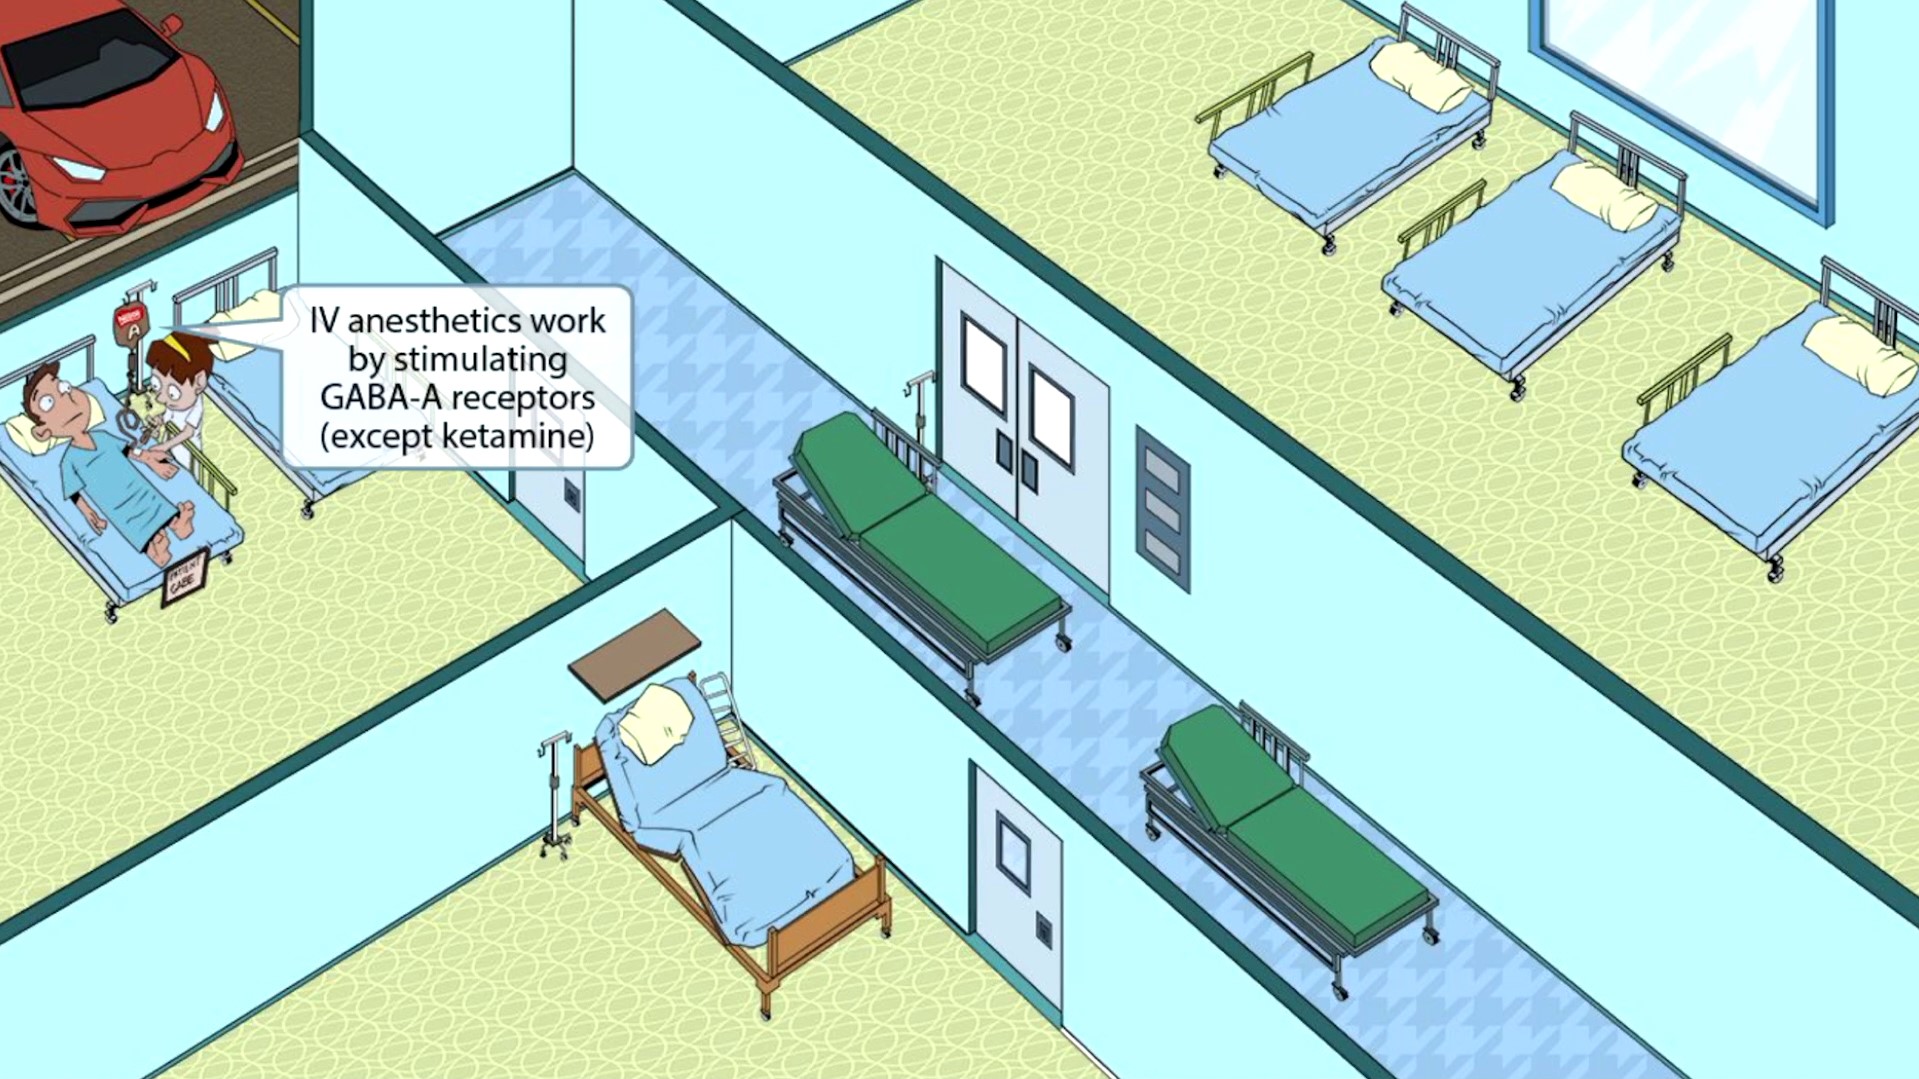 IV anesthetics work
by stimulating
GABA-A receptors
(except ketamine)
A
PATIENT
GABE